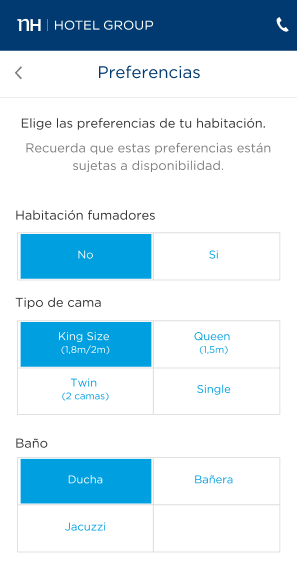 nH | HOTEL GROUP
Preferencias
Elige las preferencias de tu habitación.
Recuerda que estas preferencias están
sujetas a disponibilidad.
Habitación fumadores
No
Si
Tipo de cama
King Size
(1,8m/2m)
Queen
(1,5m)
Twin
(2 camas)
Single
Baño
Ducha
Bañera
Jacuzzi